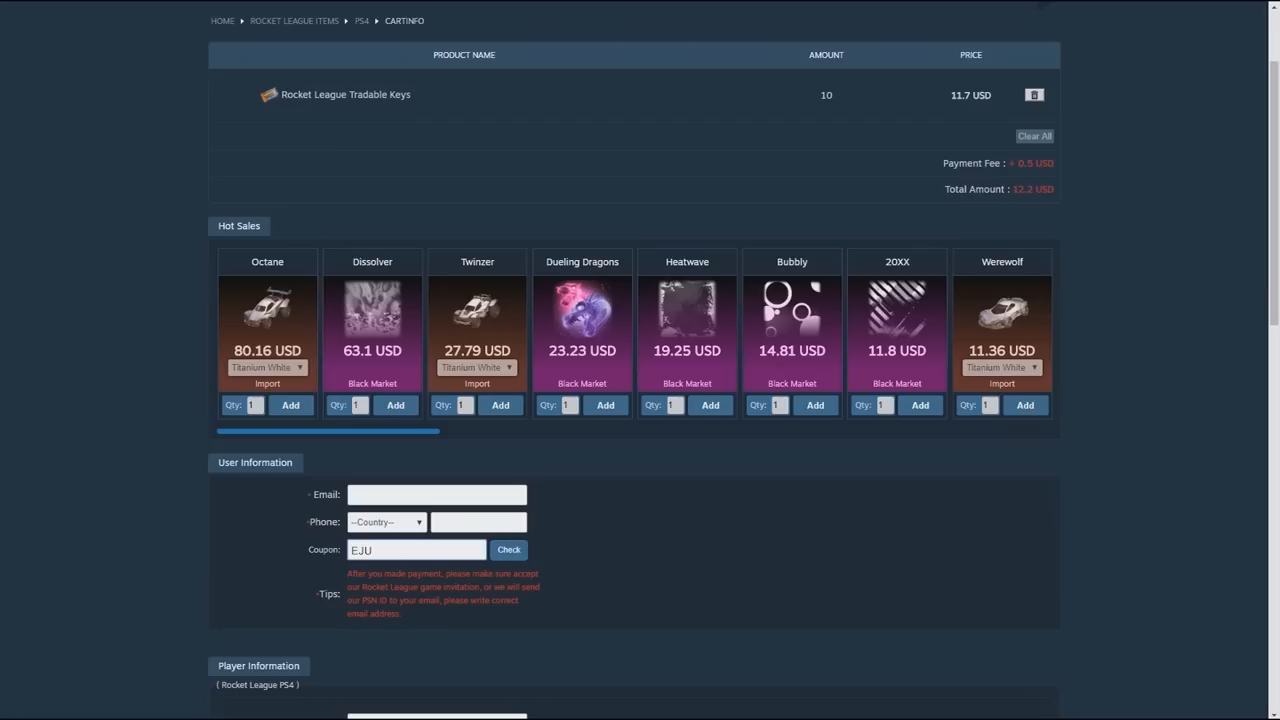 HOME ▸ ROCKET LEAGUE ITEMS ▸ PS4 ▸ CARTINFO
PRODUCT NAME AMOUNT PRICE
Rocket League Tradable Keys 10 11.7 USD
Clear All
Payment Fee : + 0.5 USD
Total Amount : 12.2 USD
Hot Sales
Octane Dissolver Twinzer Dueling Dragons Heatwave Bubbly 20XX Werewolf
80.16 USD 63.1 USD 27.79 USD 23.23 USD 19.25 USD 14.81 USD 11.8 USD 11.36 USD
Titanium White Titanium White Titanium White
Import Black Market Import Black Market Black Market Black Market Black Market Import
Qty: 1 Add Qty: 1 Add Qty: 1 Add Qty: 1 Add Qty: 1 Add Qty: 1 Add Qty: 1 Add Qty: 1 Add
User Information
* Email:
*Phone: --Country--
Coupon: EJU Check
*Tips: After you made payment, please make sure accept
our Rocket League game invitation, or we will send
our PSN ID to your email, please write correct
email address.
Player Information
( Rocket League PS4 )